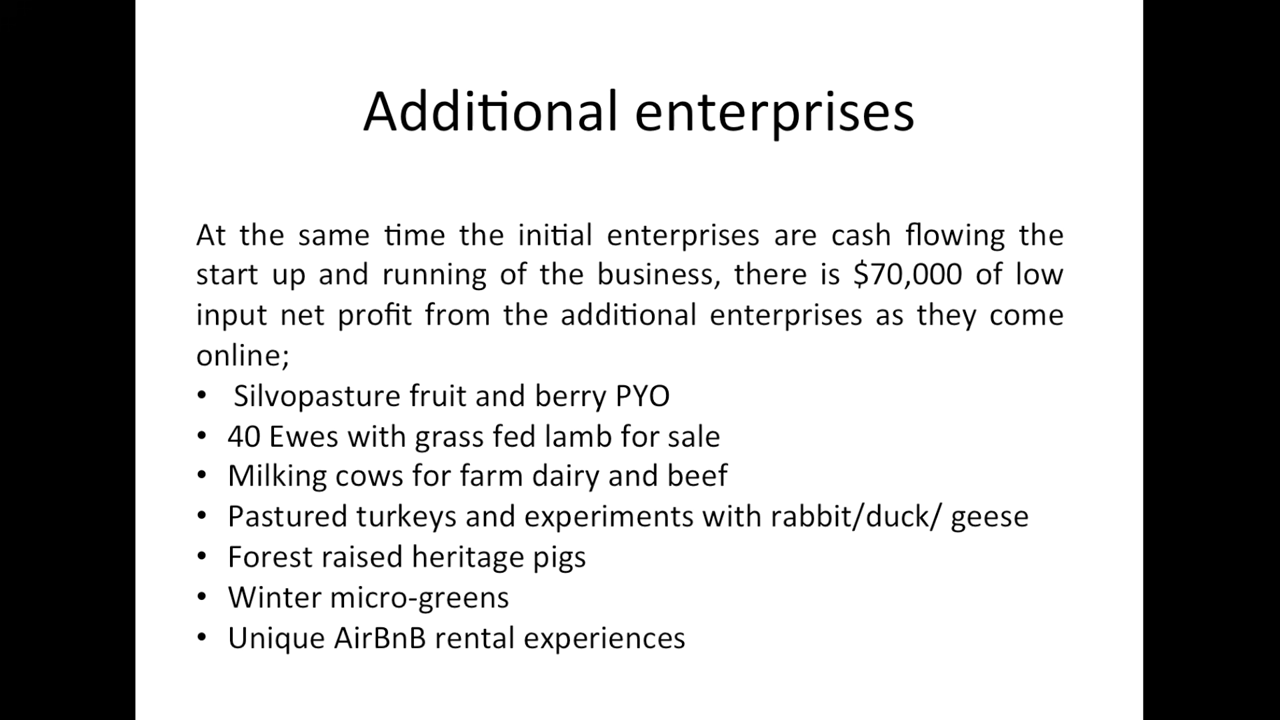 Additional enterprises
At the same time the initial enterprises are cash flowing the
start up and running of the business, there is $70,000 of low
input net profit from the additional enterprises as they come
online;
• Silvopasture fruit and berry PYO
• 40 Ewes with grass fed lamb for sale
• Milking cows for farm dairy and beef
• Pastured turkeys and experiments with rabbit/duck/ geese
• Forest raised heritage pigs
• Winter micro-greens
• Unique AirBnB rental experiences